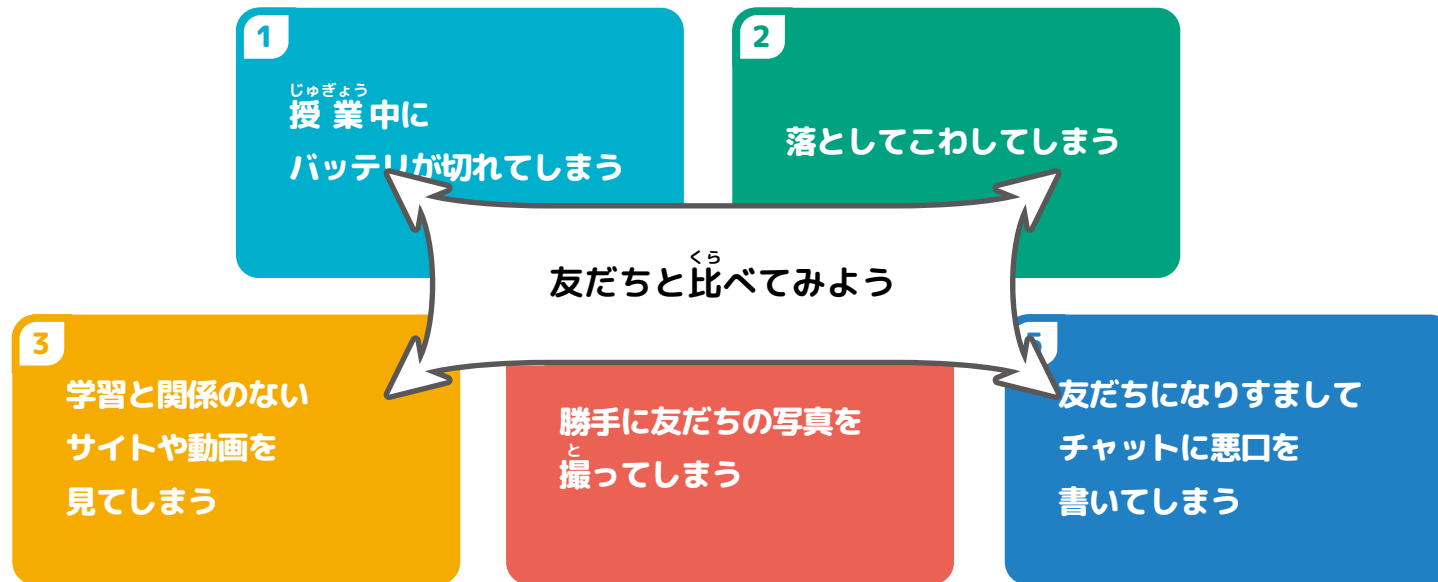 1
じゅぎょう
授業中に
バッテリが切れてしまう
2
落としてこわしてしまう
くら
友だちと比べてみよう
3
学習と関係のない
サイトや動画を
見てしまう
勝手に友だちの写真を
と
撮ってしまう
5
友だちになりすまして
チャットに悪口を
書いてしまう